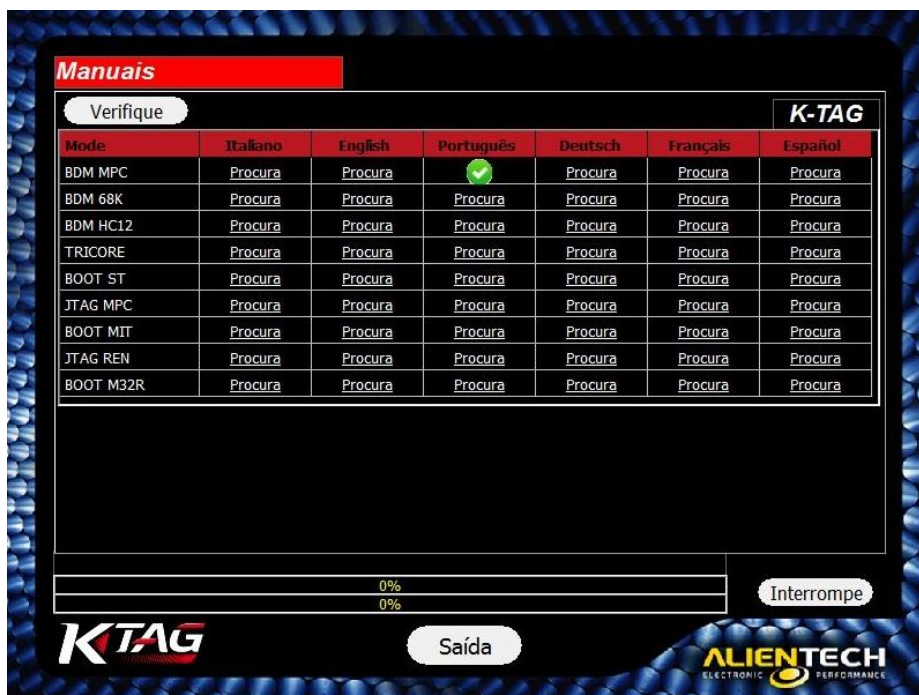 Manuais
Verifique
K-TAG
Mode Italiano English Português Deutsch Français Español
BDM MPC Procura Procura Procura Procura Procura
BDM 68K Procura Procura Procura Procura Procura Procura
BDM HC12 Procura Procura Procura Procura Procura Procura
TRICORE Procura Procura Procura Procura Procura Procura
BOOT ST Procura Procura Procura Procura Procura Procura
JTAG MPC Procura Procura Procura Procura Procura Procura
BOOT MIT Procura Procura Procura Procura Procura Procura
JTAG REN Procura Procura Procura Procura Procura Procura
BOOT M32R Procura Procura Procura Procura Procura Procura
0%
0%
Interrompe
KTAG
Saída
ALIENTECH
ELECTRONIC PERFORMANCE